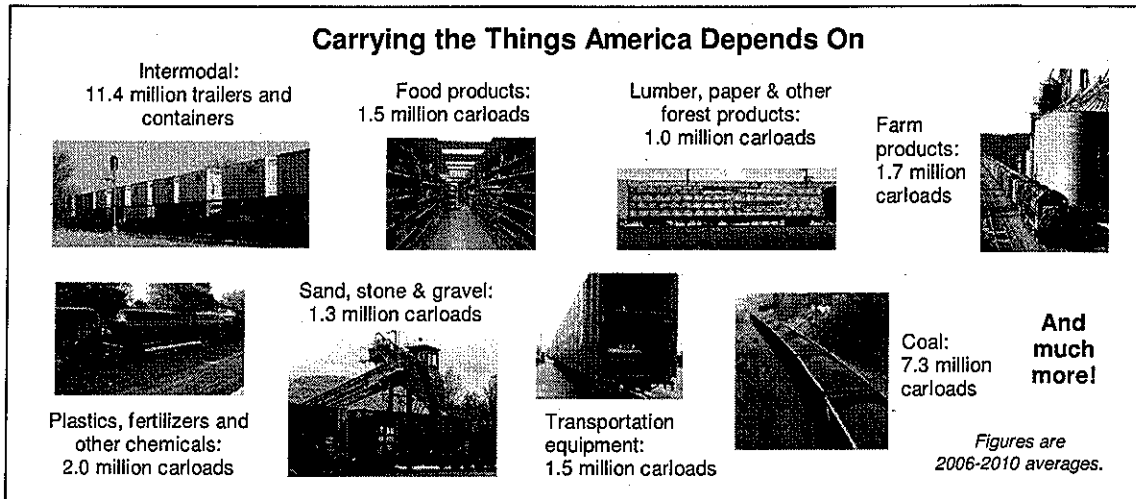 Carrying the Things America Depends On
Intermodal:
11.4 million trailers and
containers
Food products:
1.5 million carloads
Lumber, paper & other
forest products:
1.0 million carloads
Farm
products:
1.7 million
carloads
Plastics, fertilizers and
other chemicals:
2.0 million carloads
Sand, stone & gravel:
1.3 million carloads
Transportation
equipment:
1.5 million carloads
Coal:
7.3 million
carloads
And
much
more!
Figures are
2006-2010 averages.